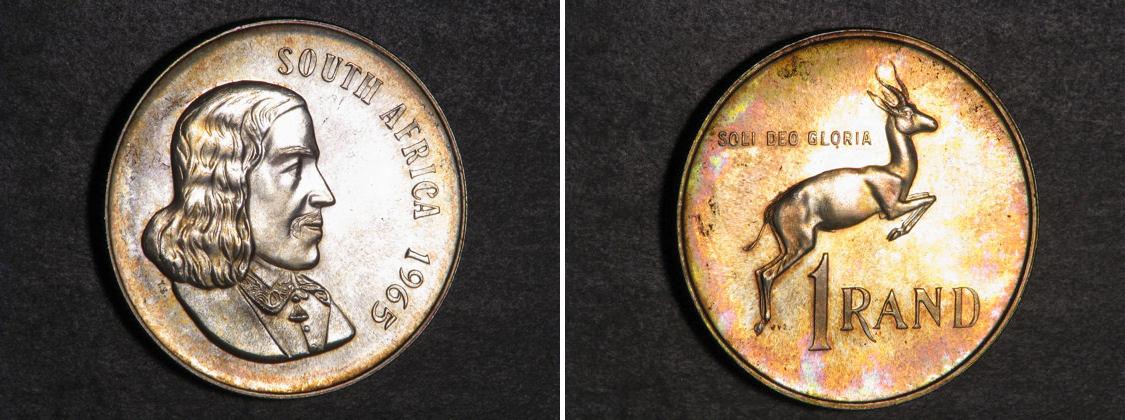 SOUTH AFRICA 1965
SOLI DEO GLORIA
1 RAND